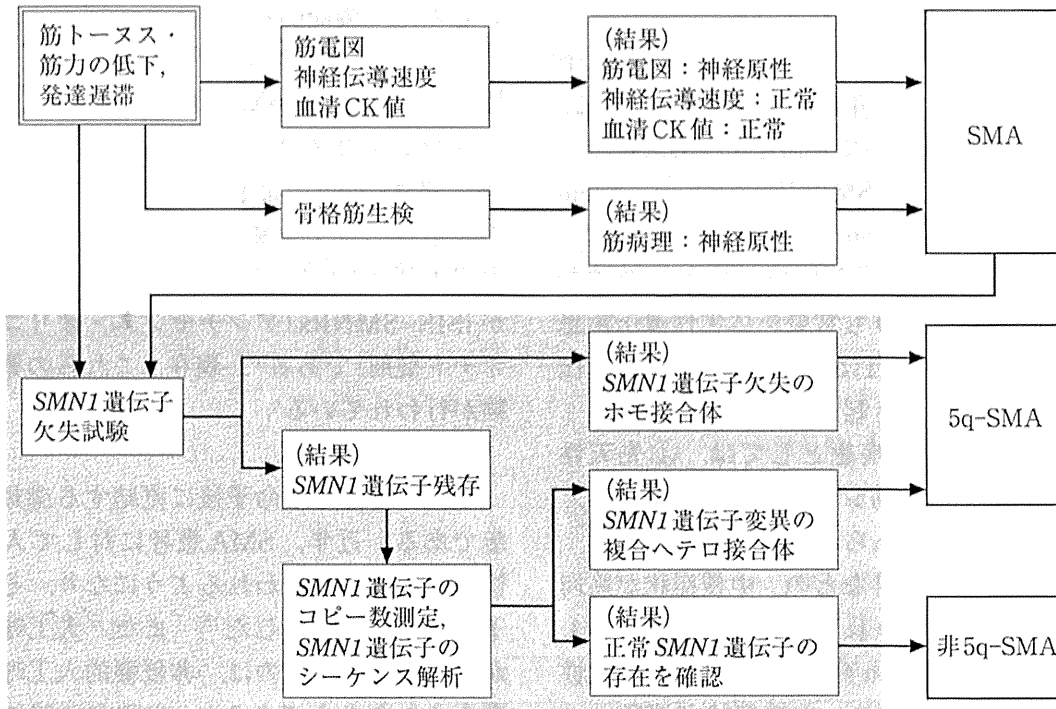 筋トーヌス・
筋力の低下,
発達遅滞
筋電図
神経伝導速度
血清CK値
(結果)
筋電図:神経原性
神経伝導速度:正常
血清CK値:正常
SMA
骨格筋生検
(結果)
筋病理:神経原性
SMN1遺伝子
欠失試験
(結果)
SMN1遺伝子欠失の
ホモ接合体
5q-SMA
(結果)
SMN1遺伝子残存
(結果)
SMN1遺伝子変異の
複合ヘテロ接合体
SMN1遺伝子の
コピー数測定,
SMN1遺伝子の
シーケンス解析
(結果)
正常SMN1遺伝子の
存在を確認
非5q-SMA